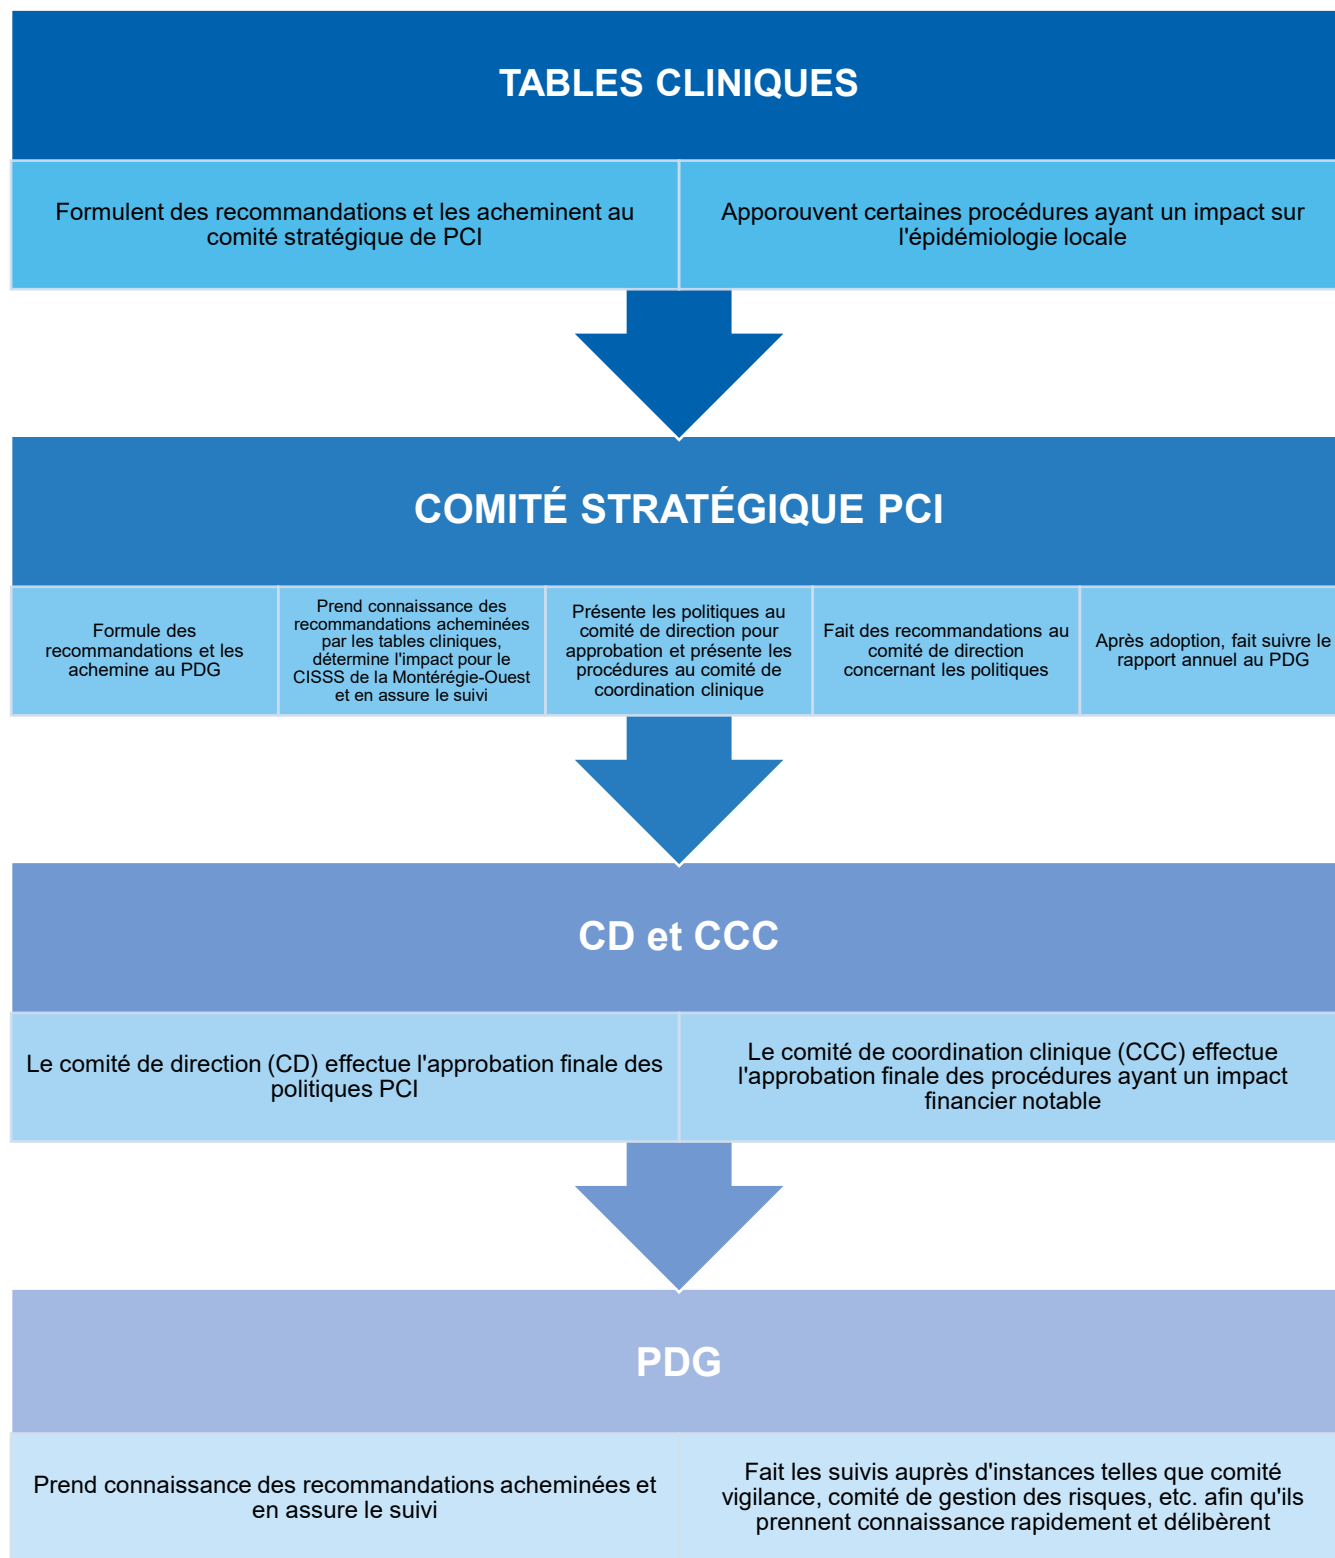 TABLES CLINIQUES
Formulent des recommandations et les acheminent au
comité stratégique de PCI
Apporouvent certaines procédures ayant un impact sur
l'épidémiologie locale
COMITÉ STRATÉGIQUE PCI
Formule des
recommandations et les
achemine au PDG
Prend connaissance des
recommandations acheminées
par les tables cliniques,
détermine l'impact pour le
CISSS de la Montérégie-Ouest
et en assure le suivi
Présente les politiques au
comité de direction pour
approbation et présente les
procédures au comité de
coordination clinique
Fait des recommandations au
comité de direction
concernant les politiques
Après adoption, fait suivre le
rapport annuel au PDG
CD et CCC
Le comité de direction (CD) effectue l'approbation finale des
politiques PCI
Le comité de coordination clinique (CCC) effectue
l'approbation finale des procédures ayant un impact
financier notable
PDG
Prend connaissance des recommandations acheminées et
en assure le suivi
Fait les suivis auprès d'instances telles que comité
vigilance, comité de gestion des risques, etc. afin qu'ils
prennent connaissance rapidement et délibèrent